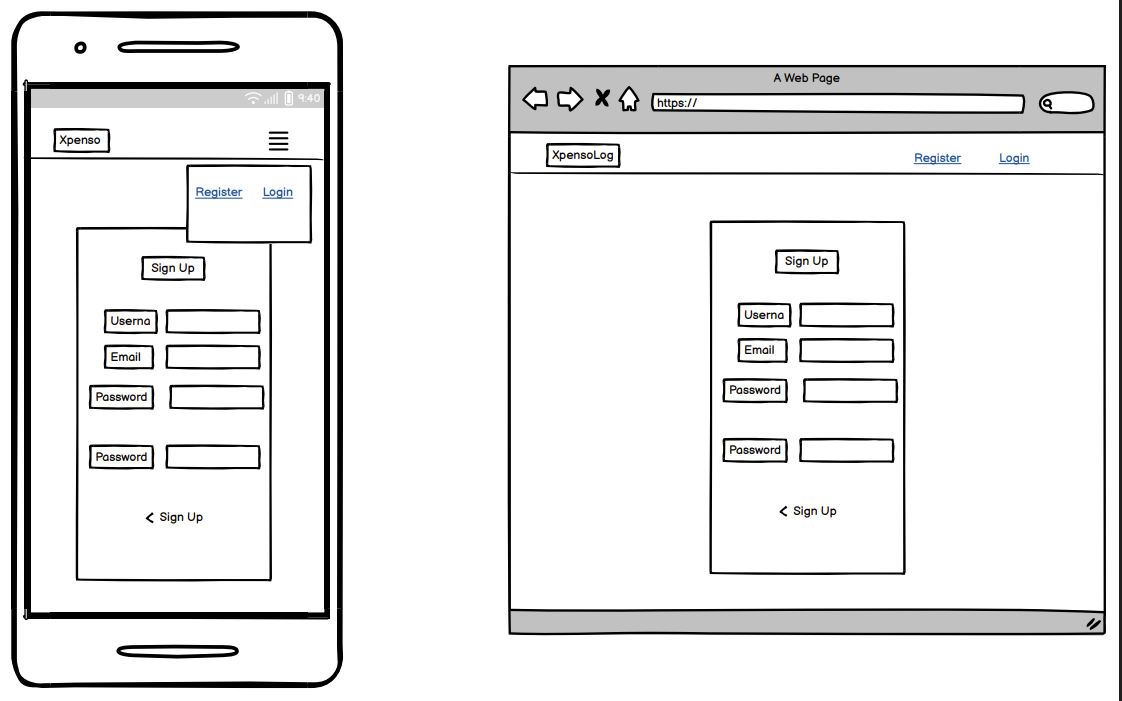 9:40
Xpenso
Register Login
Sign Up
Userna
Email
Password
Password
Sign Up
A Web Page
https://
XpensoLog
Register Login
Sign Up
Userna
Email
Password
Password
Sign Up